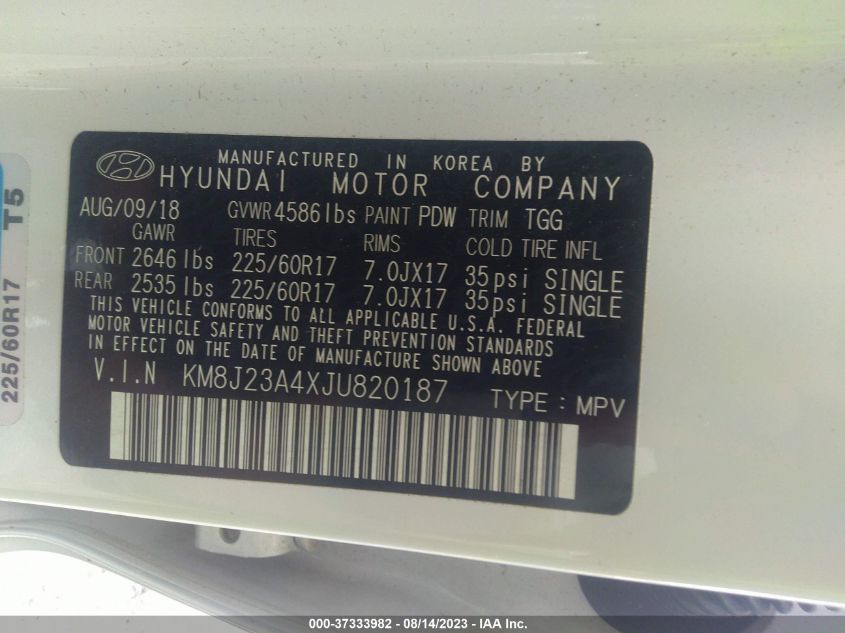 MANUFACTURED IN KOREA BY
HYUNDAI MOTOR COMPANY
AUG/09/18 GVWR 4586 lbs PAINT PDW TRIM TGG
GAWR TIRES RIMS COLD TIRE INFL
FRONT 2646 lbs 225/60R17 7.0JX17 35psi SINGLE
REAR 2535 lbs 225/60R17 7.0JX17 35psi SINGLE
THIS VEHICLE CONFORMS TO ALL APPLICABLE U.S.A. FEDERAL
MOTOR VEHICLE SAFETY AND THEFT PREVENTION STANDARDS
IN EFFECT ON THE DATE OF MANUFACTURE SHOWN ABOVE
V.I.N KM8J23A4XJU820187 TYPE : MPV
225/60R17 T5
000-37333982 - 08/14/2023 - IAA Inc.